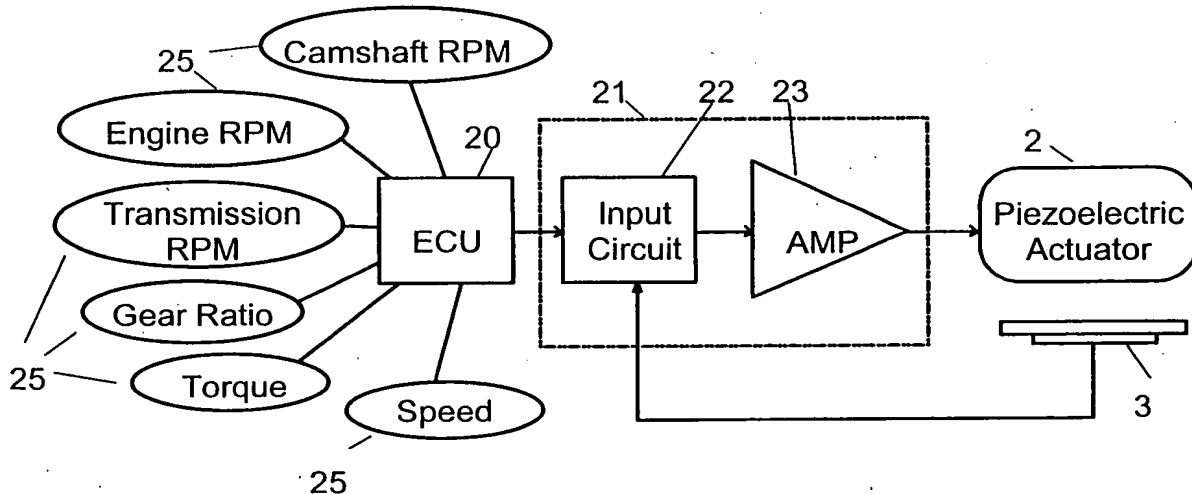 25
Camshaft RPM
25
Engine RPM
20
21
22
23
2
Transmission
RPM
ECU
Input
Circuit
AMP
Piezoelectric
Actuator
Gear Ratio
25
Torque
Speed
3
25